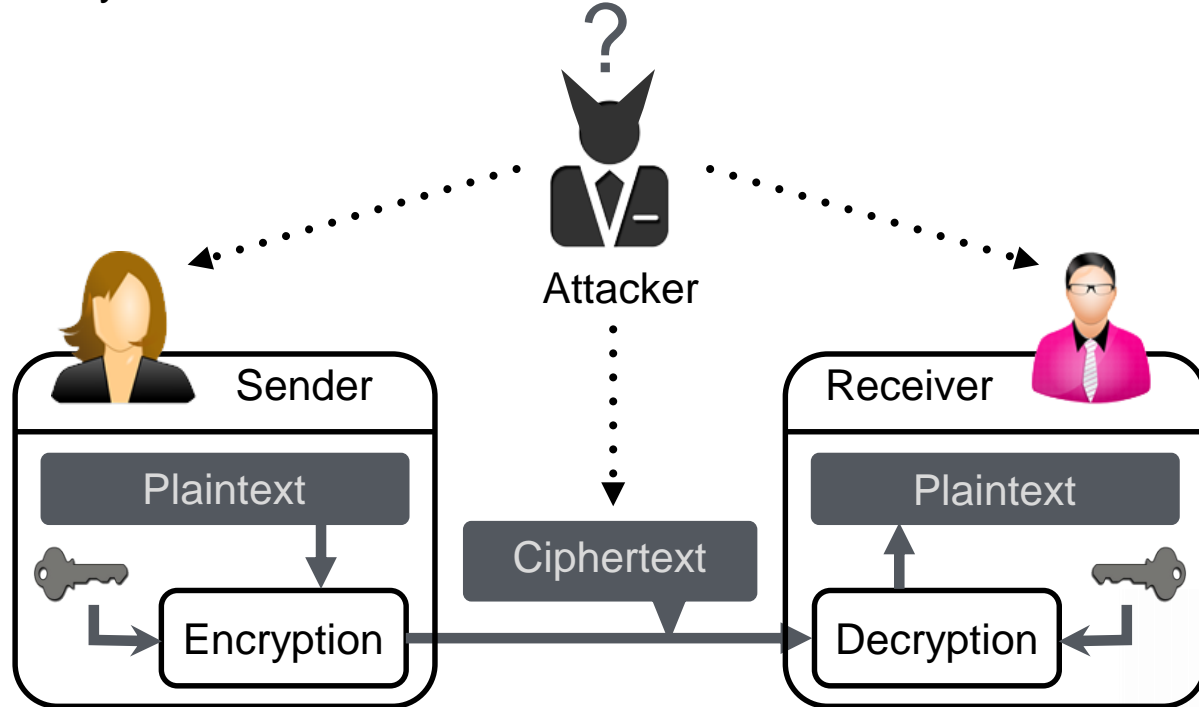 ?
Attacker
Sender
Receiver
Plaintext
Plaintext
Ciphertext
Encryption
Decryption